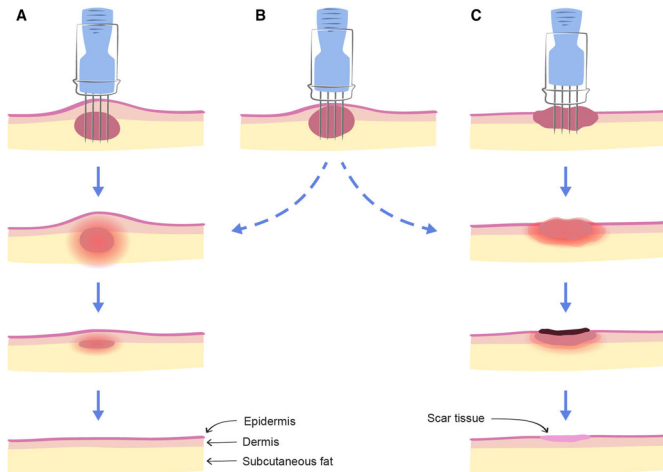 A
B
C
Epidermis
Dermis
Subcutaneous fat
Scar tissue